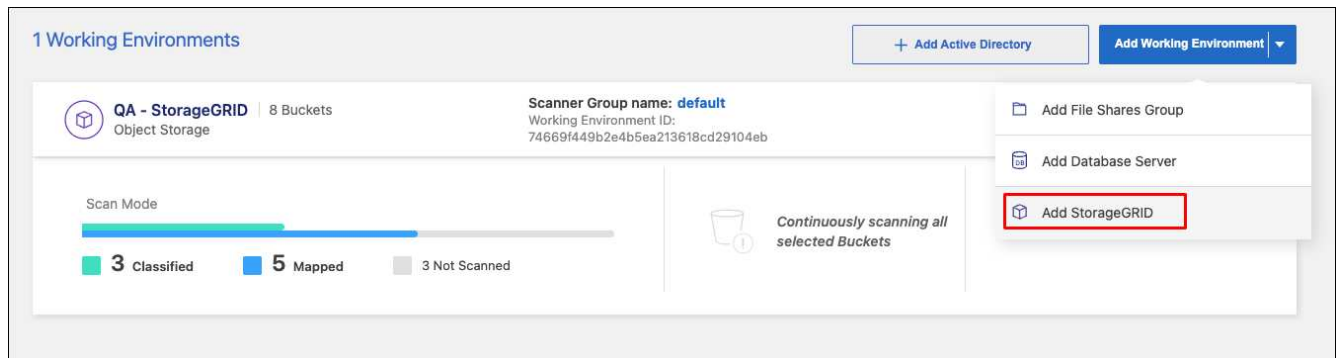 1 Working Environments
+ Add Active Directory
Add Working Environment
QA - StorageGRID
8 Buckets
Object Storage
Scanner Group name: default
Working Environment ID:
74669f449b2e4b5ea213618cd29104eb
Add File Shares Group
DB
Add Database Server
Add StorageGRID
Scan Mode
3 Classified
5 Mapped
3 Not Scanned
Continuously scanning all
selected Buckets